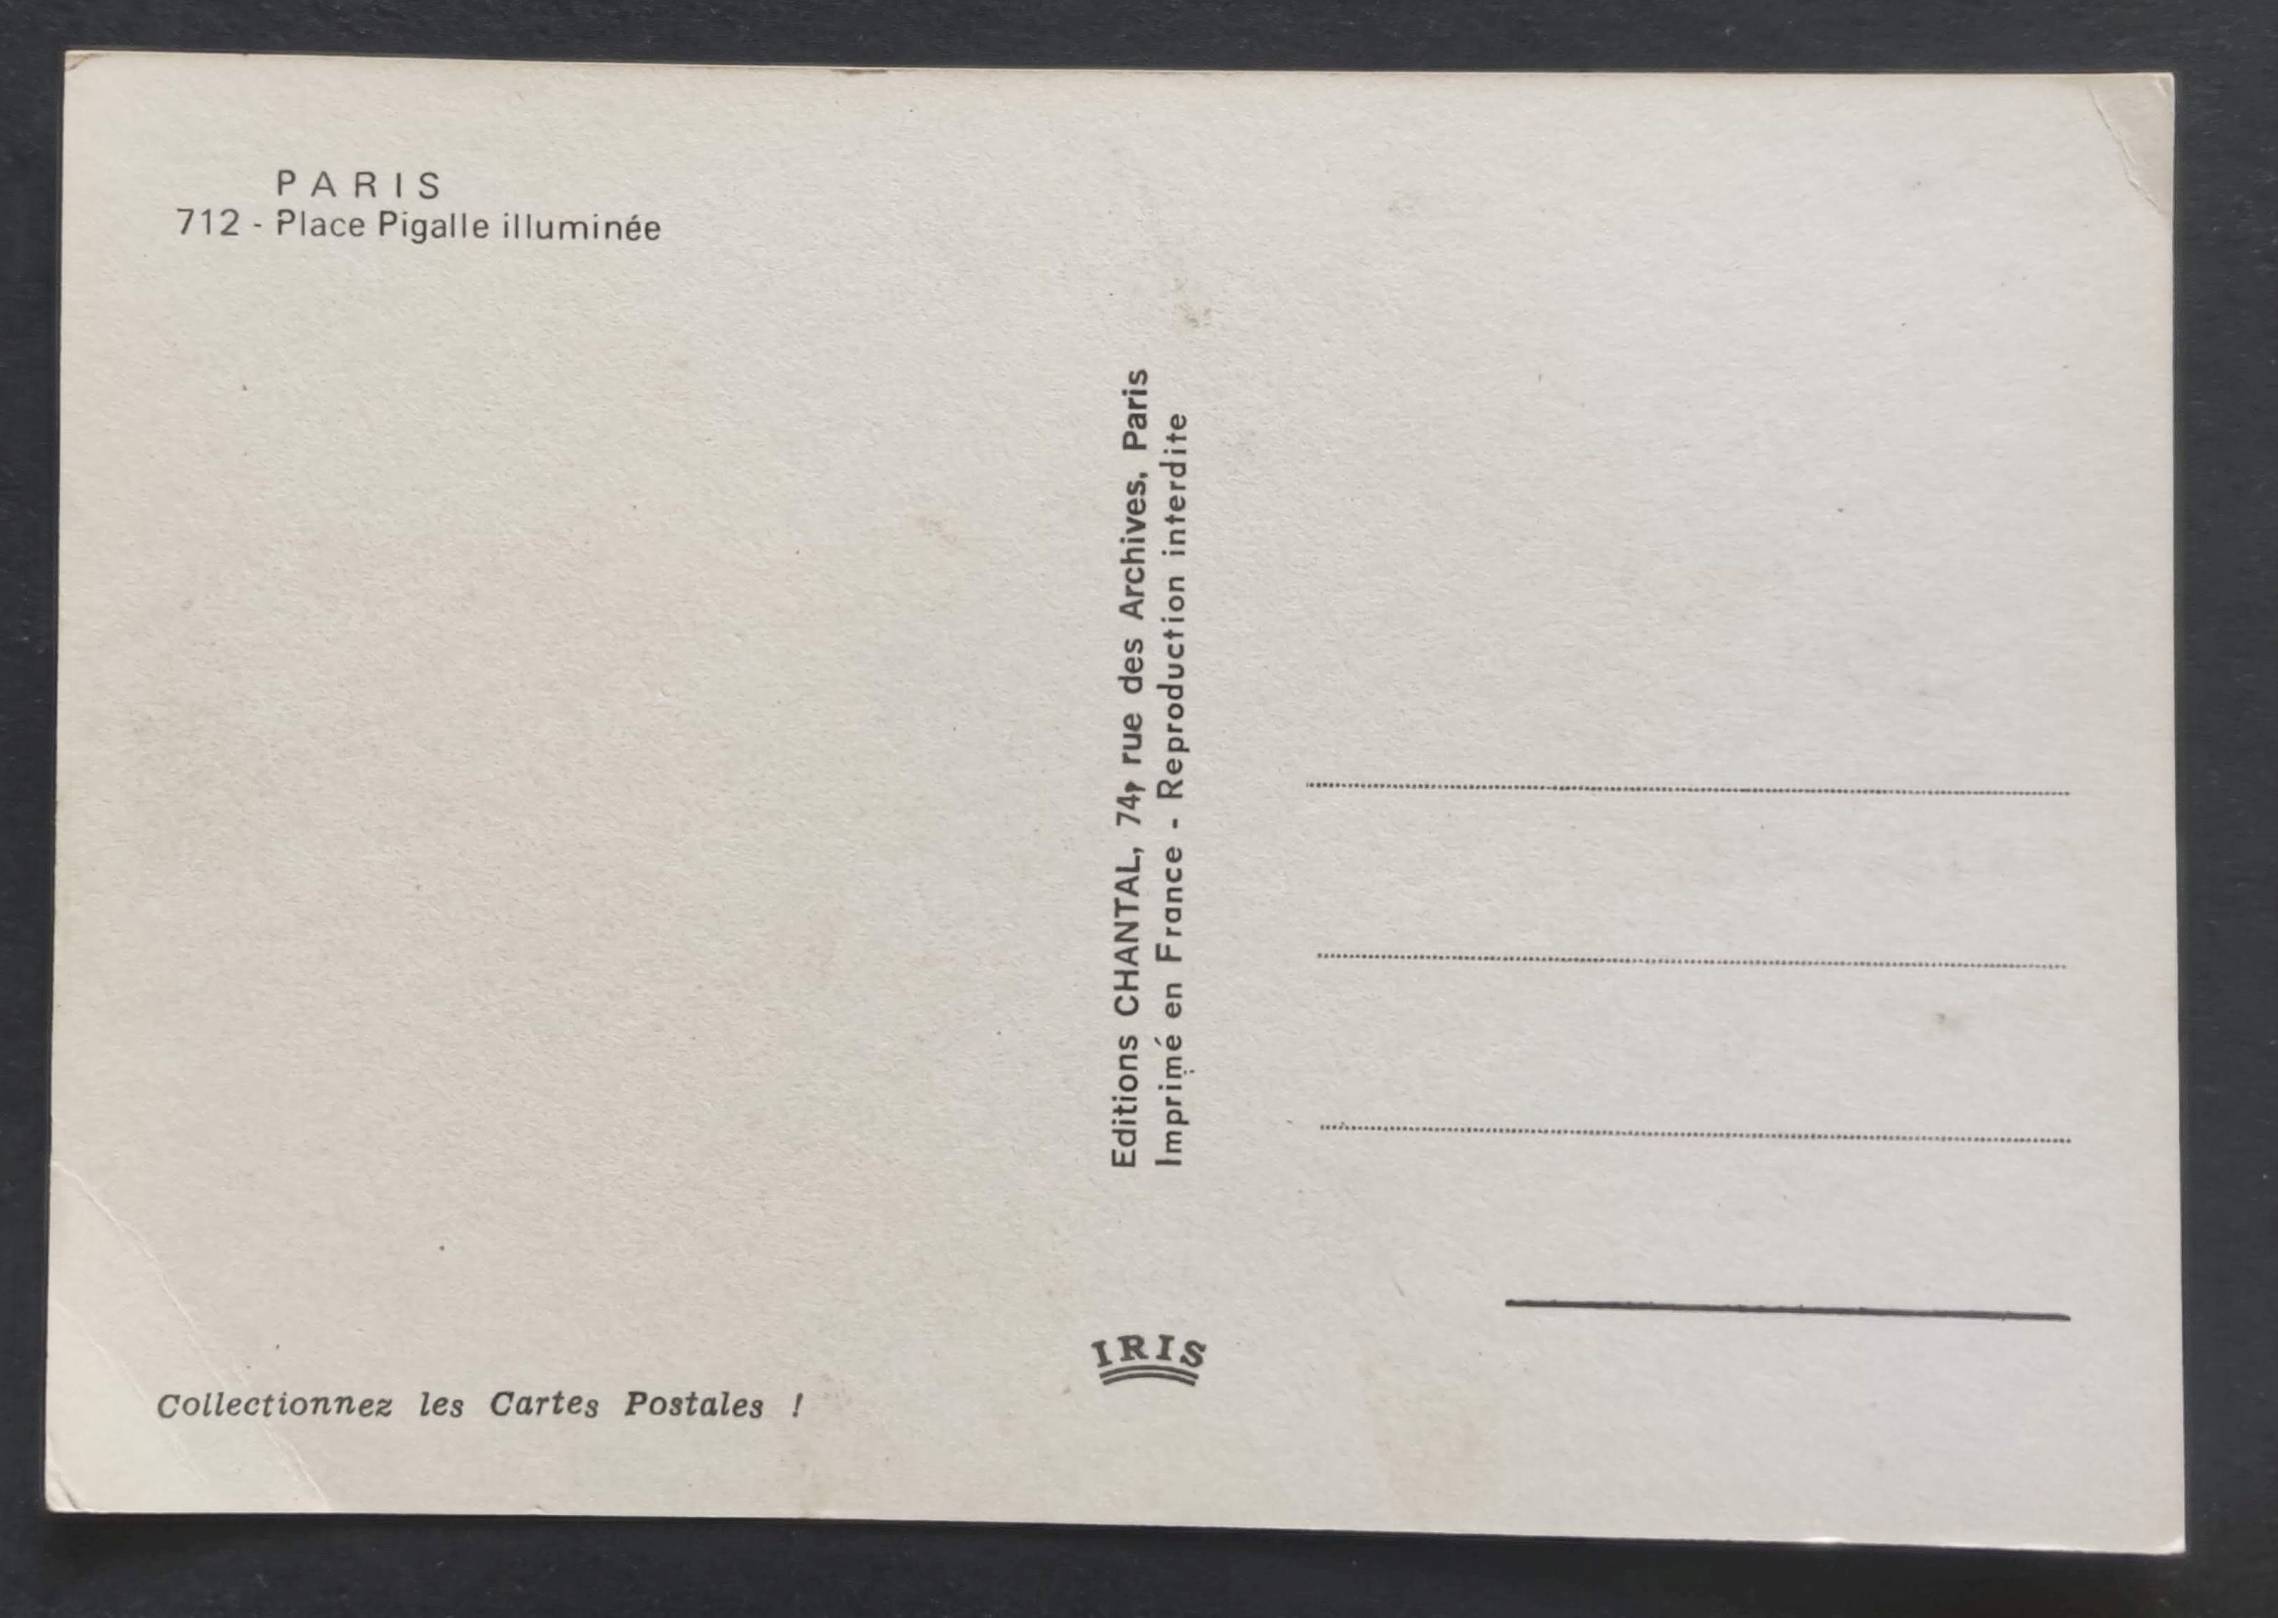 PARIS
712 - Place Pigalle illuminée
Editions CHANTAL, 74, rue des Archives, Paris
Imprimé en France - Reproduction interdite
IRIS
Collectionnez les Cartes Postales !